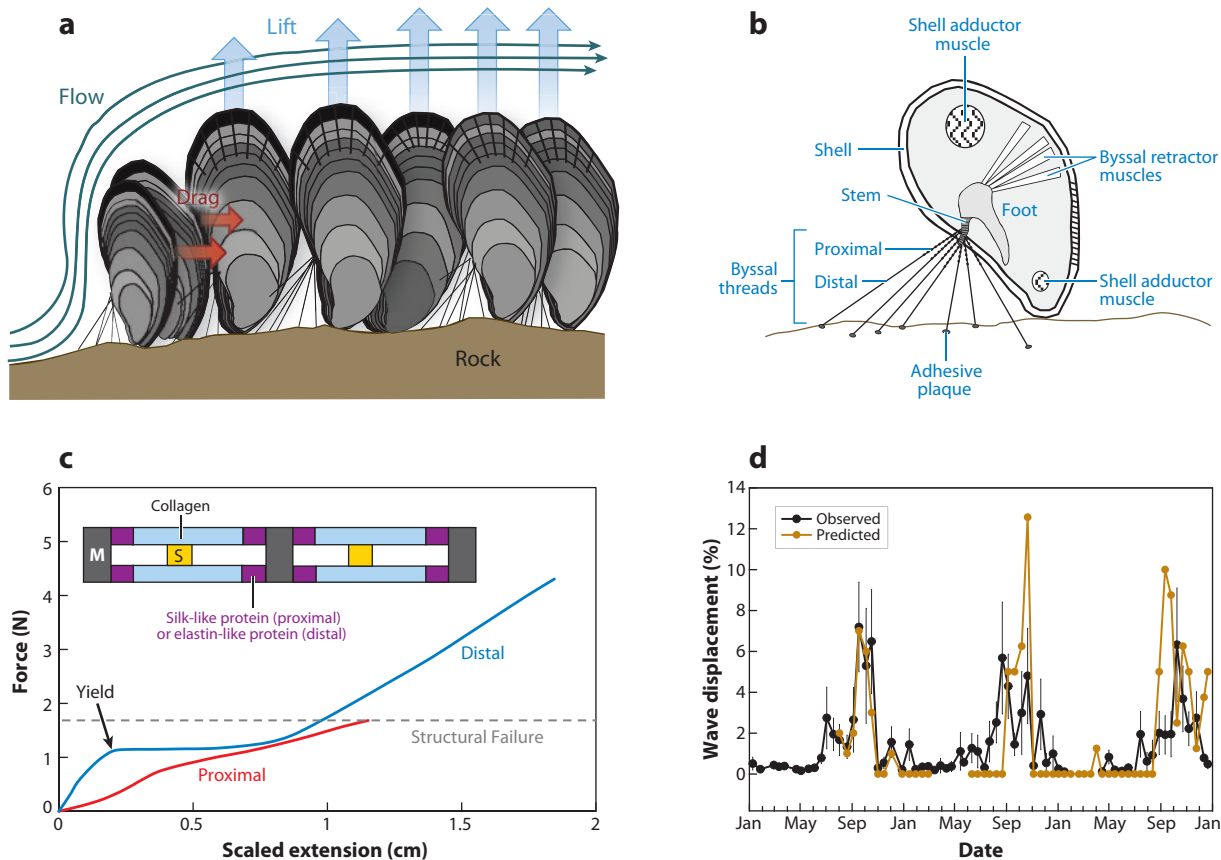 a
Lift
Flow
Drag
Rock
b
Shell adductor
muscle
Shell
Byssal retractor
muscles
Stem
Foot
Proximal
Byssal
threads
Distal
Shell adductor
muscle
Adhesive
plaque
c
6
5
4
3
2
1
0
Force (N)
Collagen
M
S
Silk-like protein (proximal)
or elastin-like protein (distal)
Distal
Yield
Structural Failure
Proximal
0 0.5 1 1.5 2
Scaled extension (cm)
d
14
12
10
8
6
4
2
0
Wave displacement (%)
Observed
Predicted
Jan May Sep Jan May Sep Jan May Sep Jan
Date